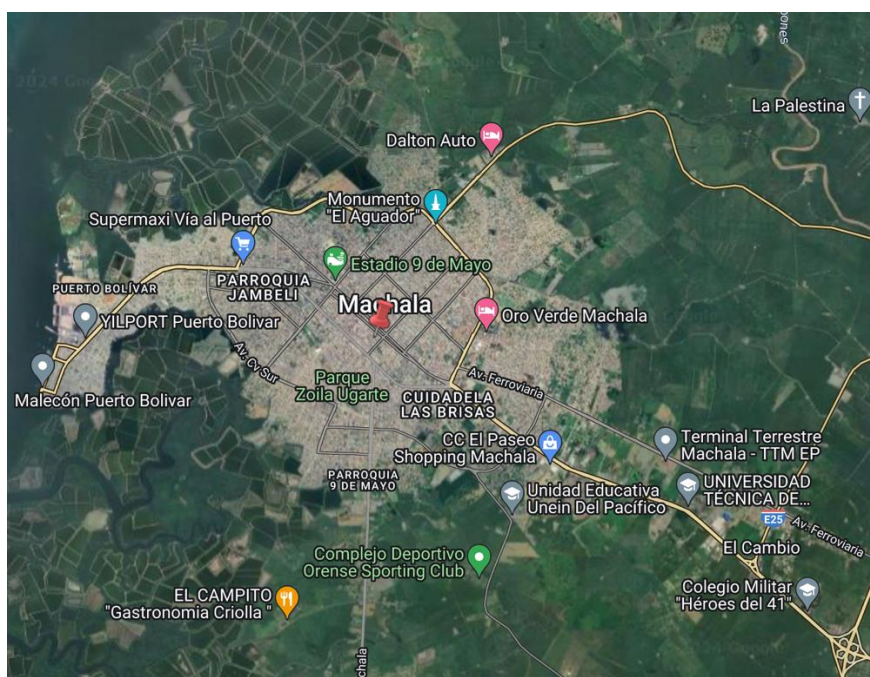 2024 Goog
ones
La Palestina
Dalton Auto
Monumento
"El Aguador"
Supermaxi Vía al Puerto
Estadio 9 de Mayo
PARROQUIA
JAMBELI
PUERTO BOLÍVAR
Machala
Oro Verde Machala
YILPORT Puerto Bolivar
Av. Cv Sur
Malecón Puerto Bolivar
Parque
Zoila Ugarte
Av. Ferroviaria
CUIDADELA
LAS BRISAS
CC El Paseo
Shopping Machala
Terminal Terrestre
Machala - TTM EP
PARROQUIA
9 DE MAYO
Unidad Educativa
Unein Del Pacífico
UNIVERSIDAD
TÉCNICA DE...
E25
Av. Ferroviaria
El Cambio
Complejo Deportivo
Orense Sporting Club
EL CAMPITO
"Gastronomia Criolla "
Colegio Militar
"Héroes del 41"
chala